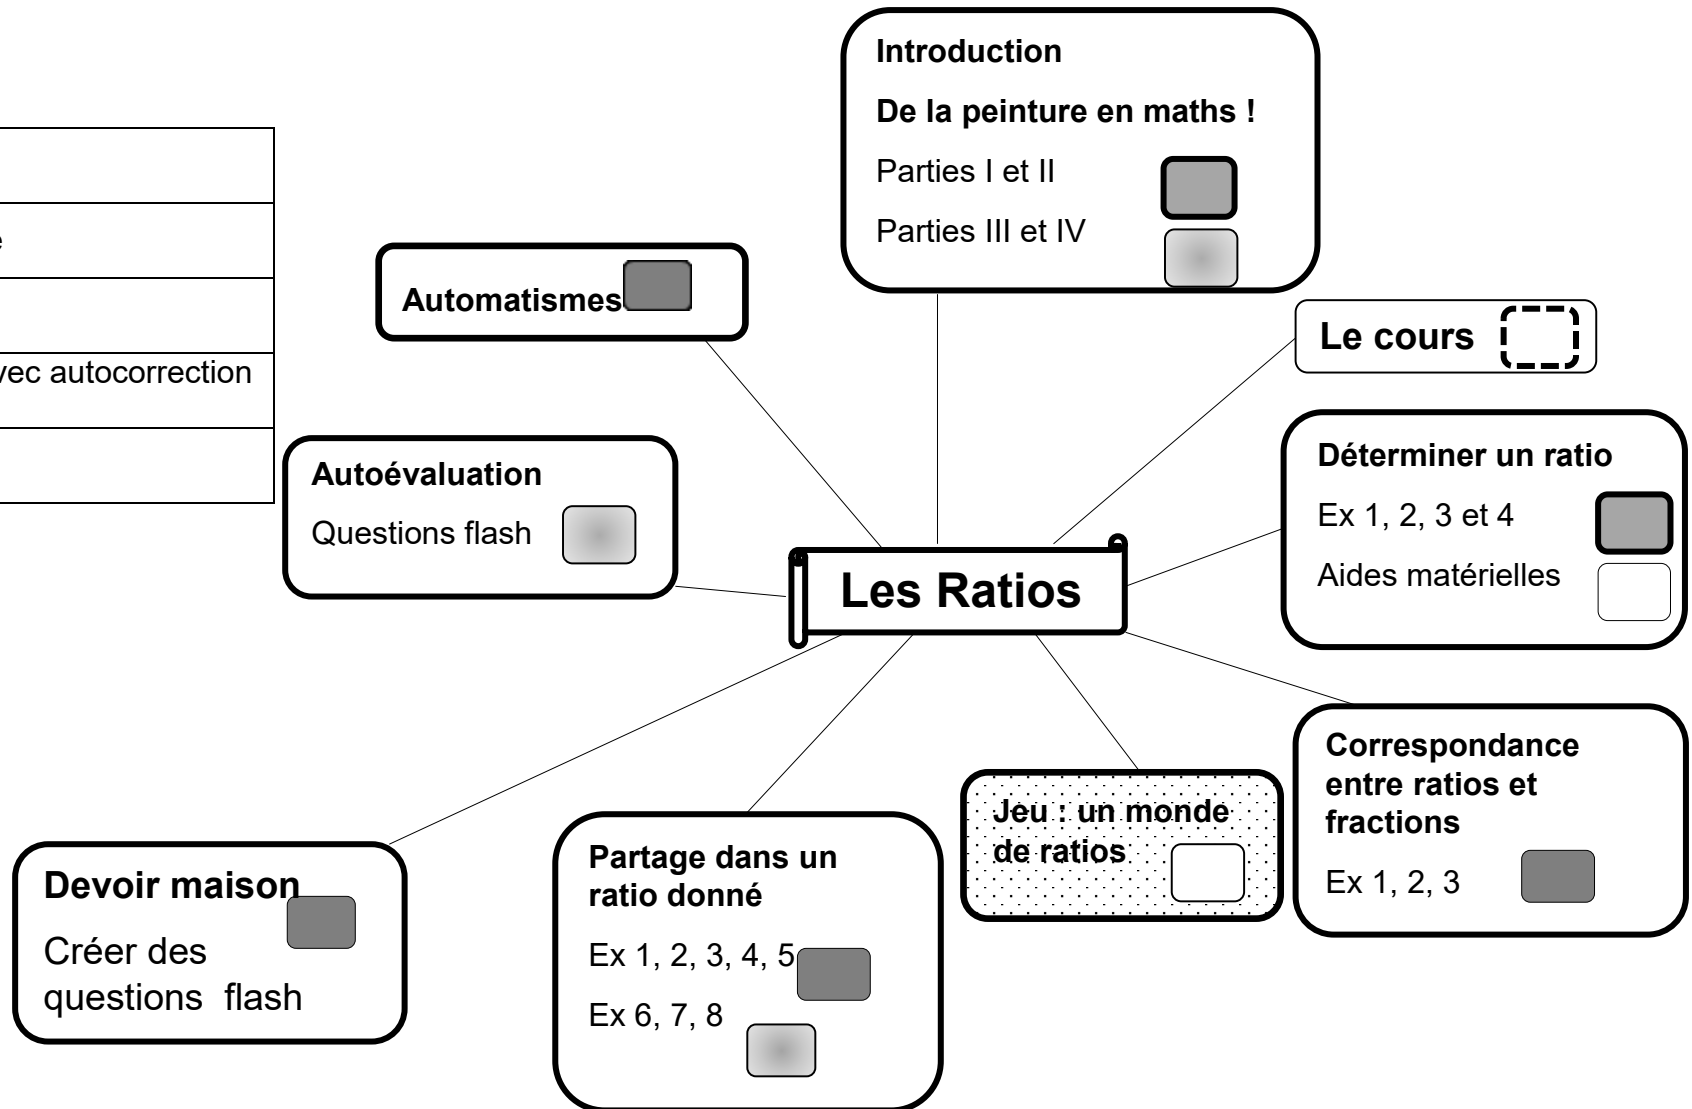 Introduction
De la peinture en maths !
Parties I et II
Parties III et IV
avec autocorrection
Automatismes
Le cours
Autoévaluation
Questions flash
Déterminer un ratio
Ex 1, 2, 3 et 4
Aides matérielles
Les Ratios
Correspondance
entre ratios et
fractions
Ex 1, 2, 3
Jeu : un monde
de ratios
Partage dans un
ratio donné
Ex 1, 2, 3, 4, 5
Ex 6, 7, 8
Devoir maison
Créer des
questions  flash